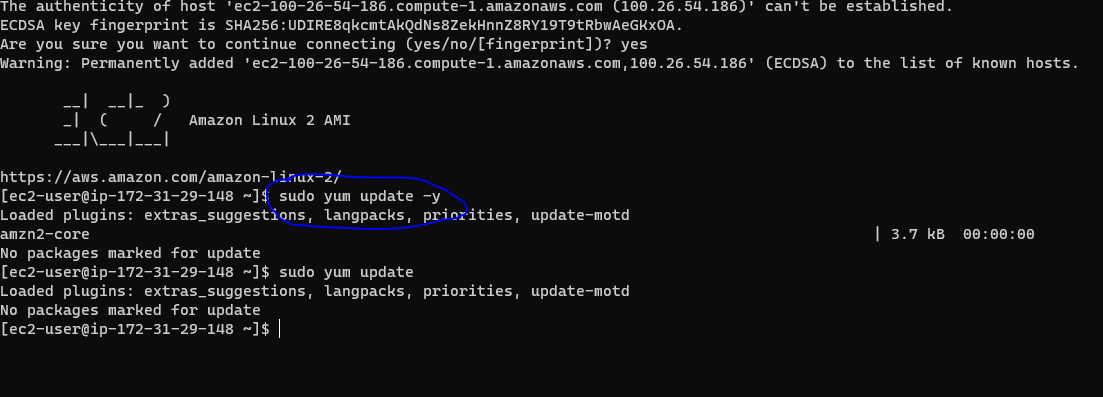 The authenticity of host 'ec2-100-26-54-186.compute-1.amazonaws.com (100.26.54.186)' can't be established.
ECDSA key fingerprint is SHA256:UDIRE8qkcmtAkQdNs8ZekHnnZ8RY19T9tRbwAeGKxOA.
Are you sure you want to continue connecting (yes/no/[fingerprint])? yes
Warning: Permanently added 'ec2-100-26-54-186.compute-1.amazonaws.com,100.26.54.186' (ECDSA) to the list of known hosts.
       __|  __|_  )
       _|  (     /   Amazon Linux 2 AMI
      ___|\___|___|
https://aws.amazon.com/amazon-linux-2/
[ec2-user@ip-172-31-29-148 ~]$ sudo yum update -y
Loaded plugins: extras_suggestions, langpacks, priorities, update-motd
amzn2-core | 3.7 kB  00:00:00
No packages marked for update
[ec2-user@ip-172-31-29-148 ~]$ sudo yum update
Loaded plugins: extras_suggestions, langpacks, priorities, update-motd
No packages marked for update
[ec2-user@ip-172-31-29-148 ~]$